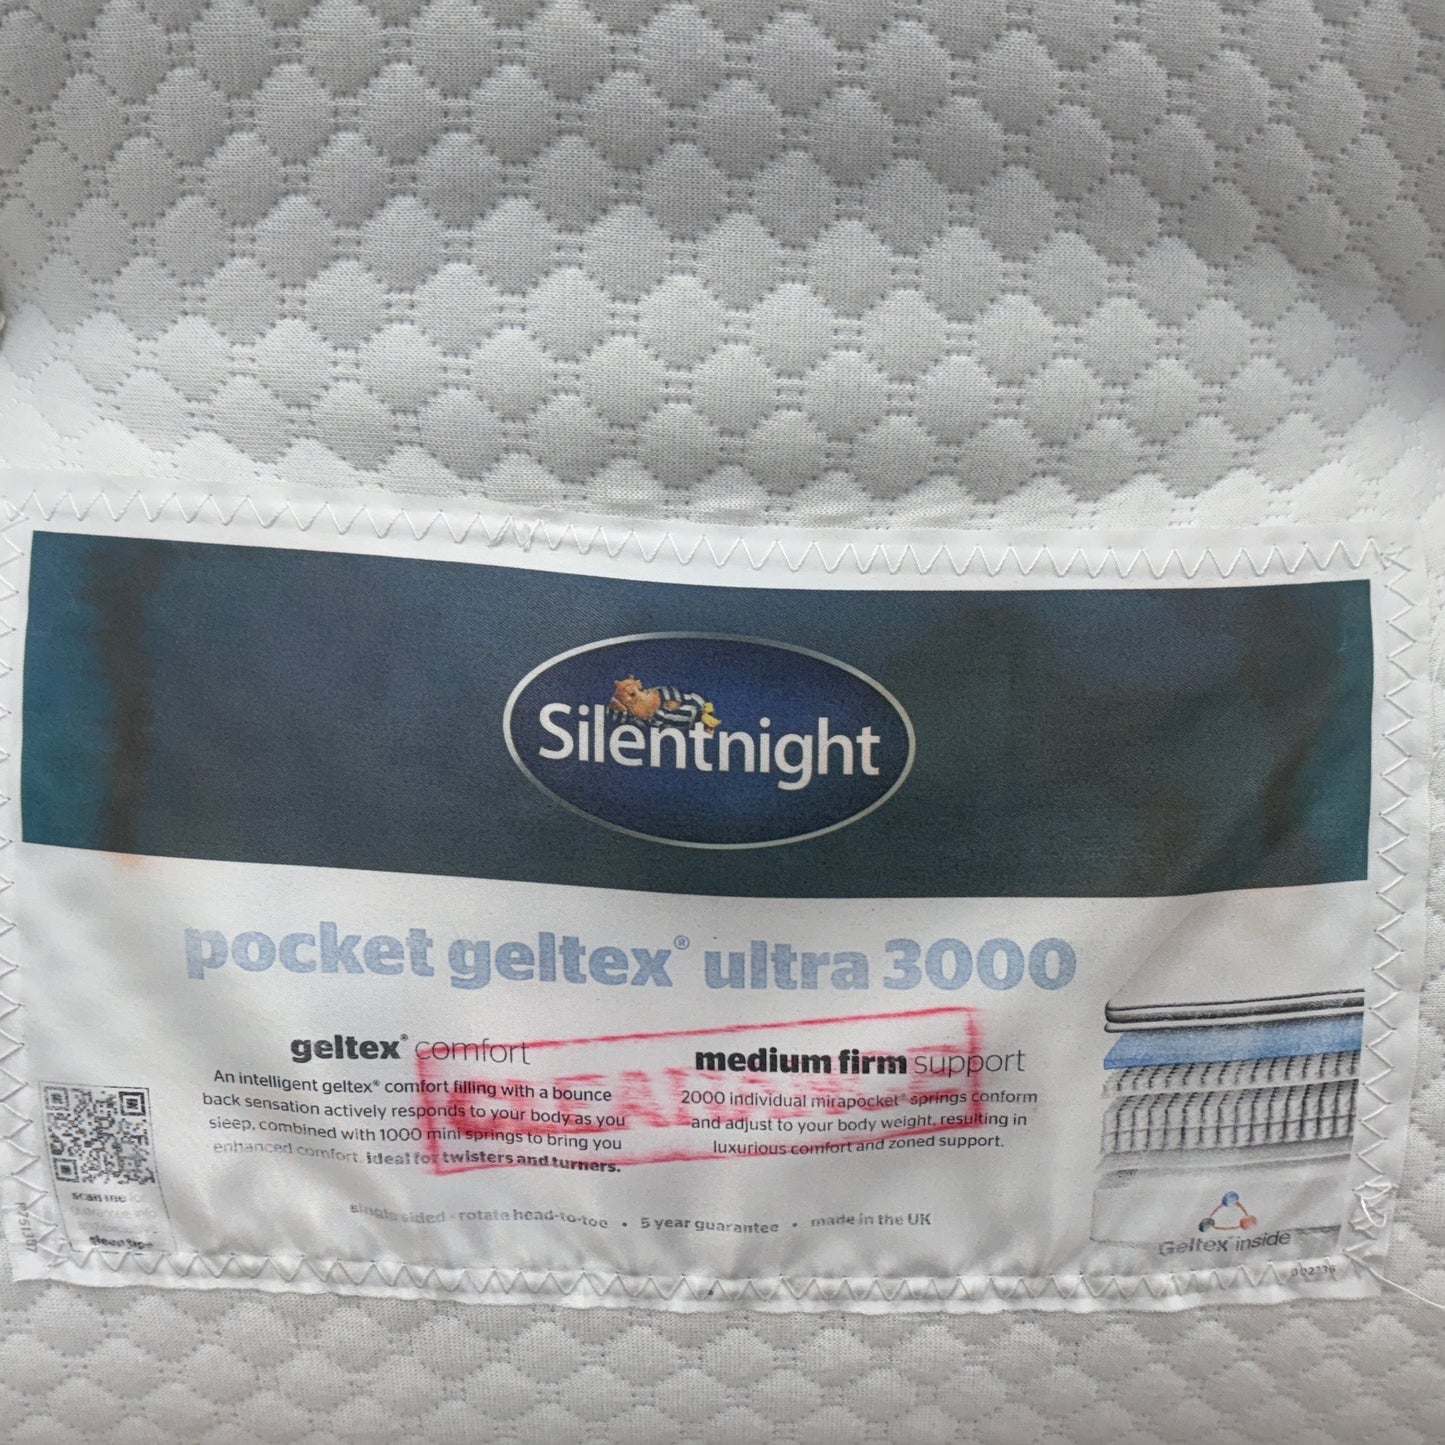 Silentnight
pocket geltex® ultra 3000
geltex® comfort
An intelligent geltex® comfort filling with a bounce
back sensation actively responds to your body as you
sleep, combined with 1000 mini springs to bring you
enhanced comfort. ideal for twisters and turners.
medium firm support
2000 individual mirapocket® springs conform
and adjust to your body weight, resulting in
luxurious comfort and zoned support.
single sided • rotate head-to-toe • 5 year guarantee • made in the UK
scan me for
guarantee info
Geltex® inside